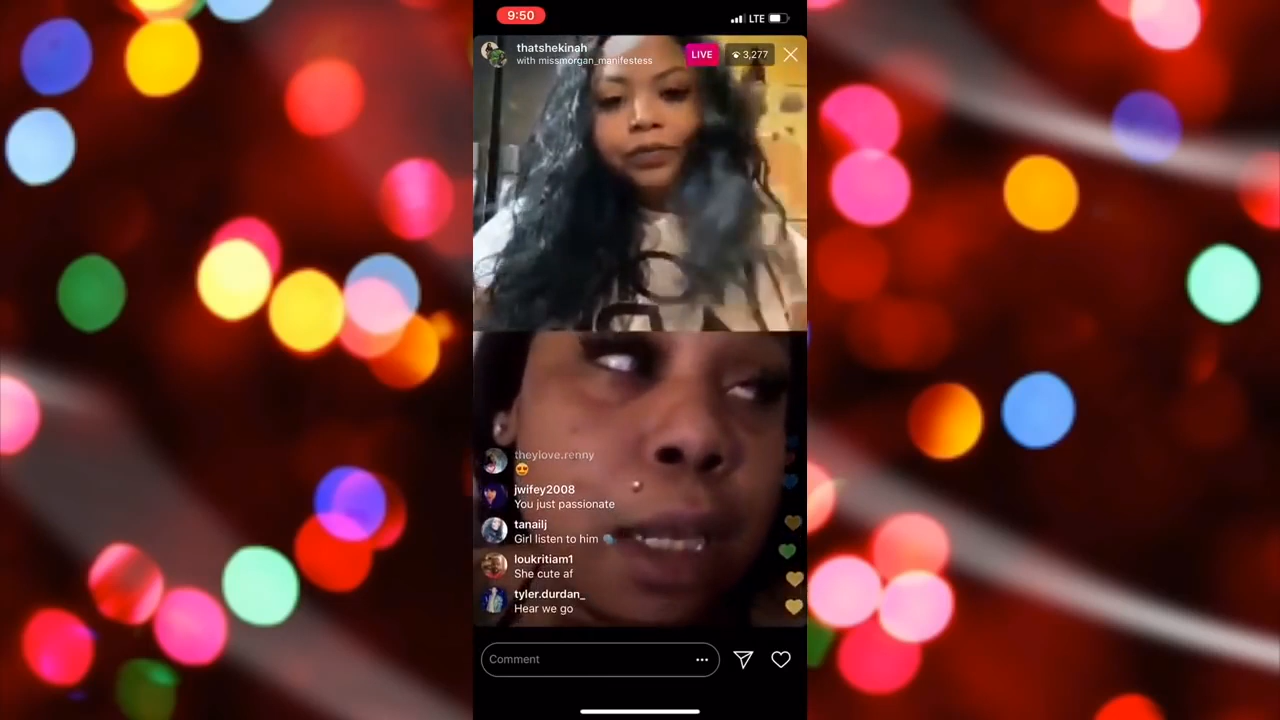 9:50
LTE
thatshekinah
with missmorgan_manifestess
LIVE
3,277
theylove.renny
😍
jwifey2008
You just passionate
tanailj
Girl listen to him
loukritiam1
She cute af
tyler.durdan_
Hear we go
Comment